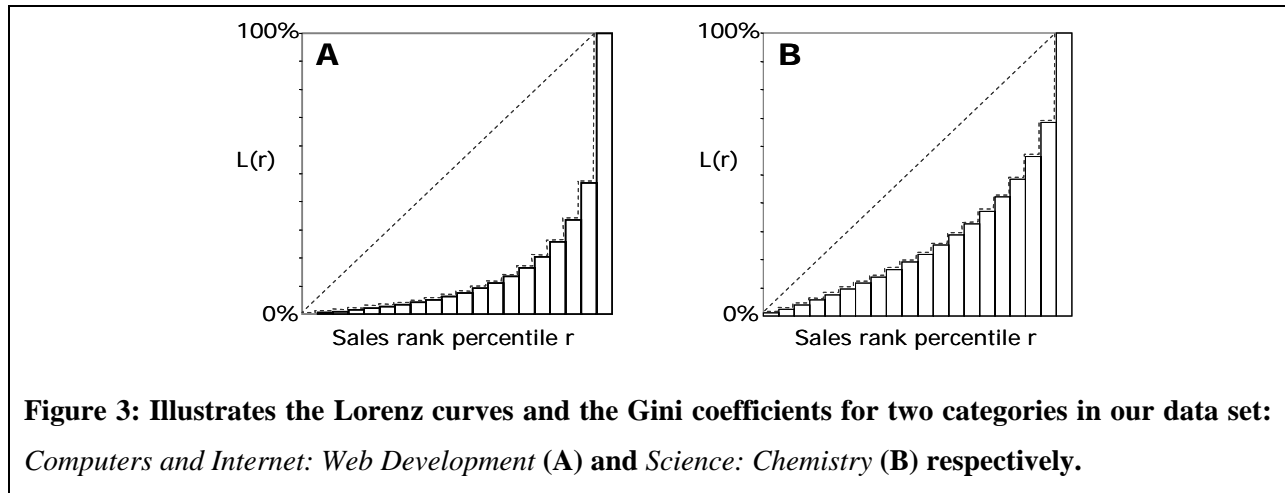 100%
A
L(r)
0%
Sales rank percentile r
100%
B
L(r)
0%
Sales rank percentile r
Figure 3: Illustrates the Lorenz curves and the Gini coefficients for two categories in our data set:
Computers and Internet: Web Development (A) and Science: Chemistry (B) respectively.